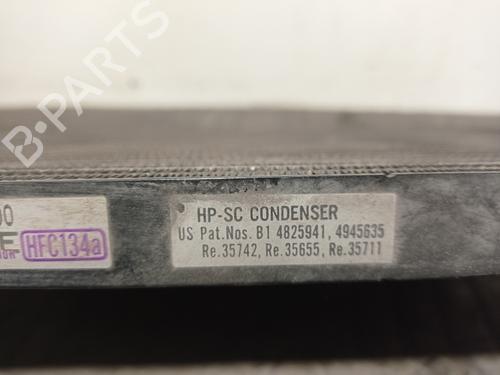 B-PARTS
HP-SC CONDENSER
US Pat.Nos. B1 4825941, 4945635
Re.35742, Re.35655, Re.35711
HFC134a